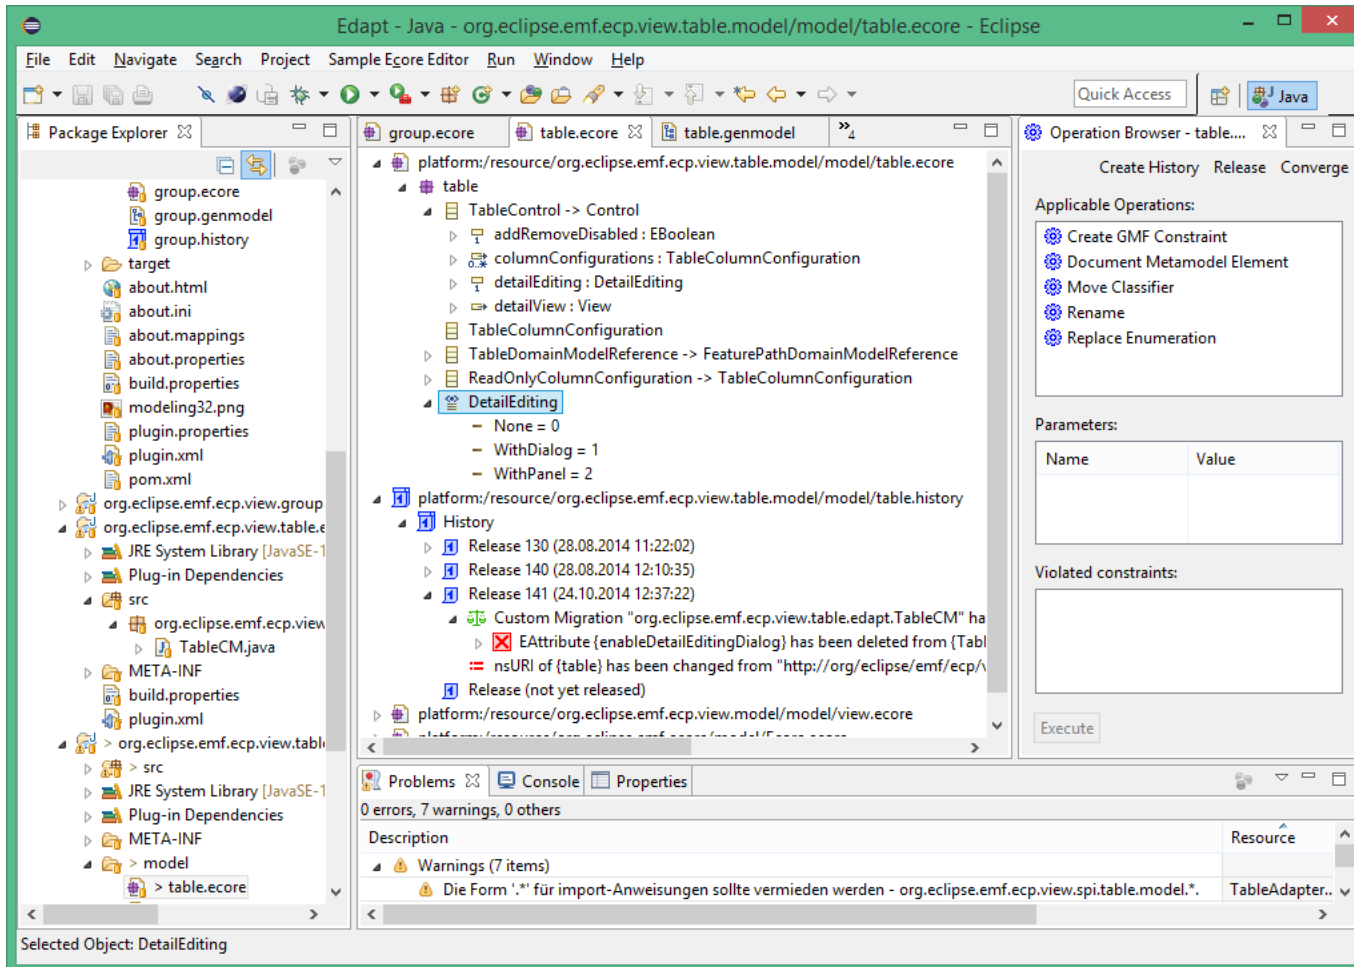 Edapt - Java - org.eclipse.emf.ecp.view.table.model/model/table.ecore - Eclipse
File Edit Navigate Search Project Sample Ecore Editor Run Window Help
Quick Access
Java
Package Explorer
group.ecore
group.genmodel
group.history
target
about.html
about.ini
about.mappings
about.properties
build.properties
modeling32.png
plugin.properties
plugin.xml
pom.xml
org.eclipse.emf.ecp.view.group
org.eclipse.emf.ecp.view.table.e
JRE System Library [JavaSE-1
Plug-in Dependencies
src
org.eclipse.emf.ecp.view
TableCM.java
META-INF
build.properties
plugin.xml
> org.eclipse.emf.ecp.view.tabl
> src
JRE System Library [JavaSE-1
Plug-in Dependencies
META-INF
> model
> table.ecore
group.ecore table.ecore table.genmodel »4
platform:/resource/org.eclipse.emf.ecp.view.table.model/model/table.ecore
table
TableControl -> Control
addRemoveDisabled : EBoolean
columnConfigurations : TableColumnConfiguration
detailEditing : DetailEditing
detailView : View
TableColumnConfiguration
TableDomainModelReference -> FeaturePathDomainModelReference
ReadOnlyColumnConfiguration -> TableColumnConfiguration
DetailEditing
None = 0
WithDialog = 1
WithPanel = 2
platform:/resource/org.eclipse.emf.ecp.view.table.model/model/table.history
History
Release 130 (28.08.2014 11:22:02)
Release 140 (28.08.2014 12:10:35)
Release 141 (24.10.2014 12:37:22)
Custom Migration "org.eclipse.emf.ecp.view.table.edapt.TableCM" ha
EAttribute {enableDetailEditingDialog} has been deleted from {Tabl
nsURI of {table} has been changed from "http://org/eclipse/emf/ecp/v
Release (not yet released)
platform:/resource/org.eclipse.emf.ecp.view.model/model/view.ecore
platform:/resource/org.eclipse.emf.ecore/model/Ecore.ecore
Operation Browser - table....
Create History Release Converge
Applicable Operations:
Create GMF Constraint
Document Metamodel Element
Move Classifier
Rename
Replace Enumeration
Parameters:
Name Value
Violated constraints:
Execute
Problems Console Properties
0 errors, 7 warnings, 0 others
Description Resource
Warnings (7 items)
Die Form '.*' für import-Anweisungen sollte vermieden werden - org.eclipse.emf.ecp.view.spi.table.model.*. TableAdapter..
Selected Object: DetailEditing